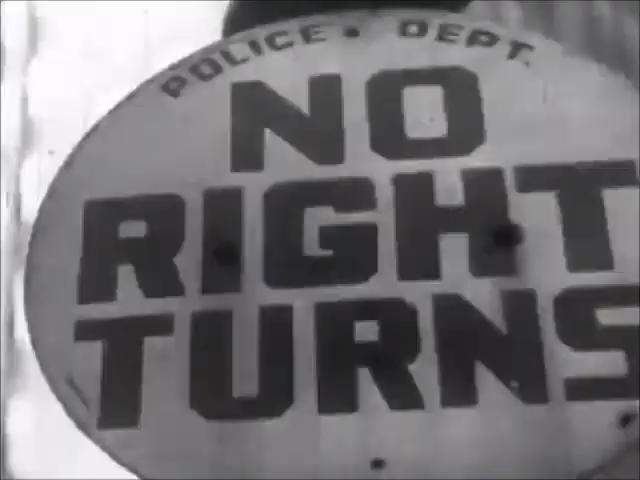 POLICE • DEPT.
NO
RIGHT
TURNS